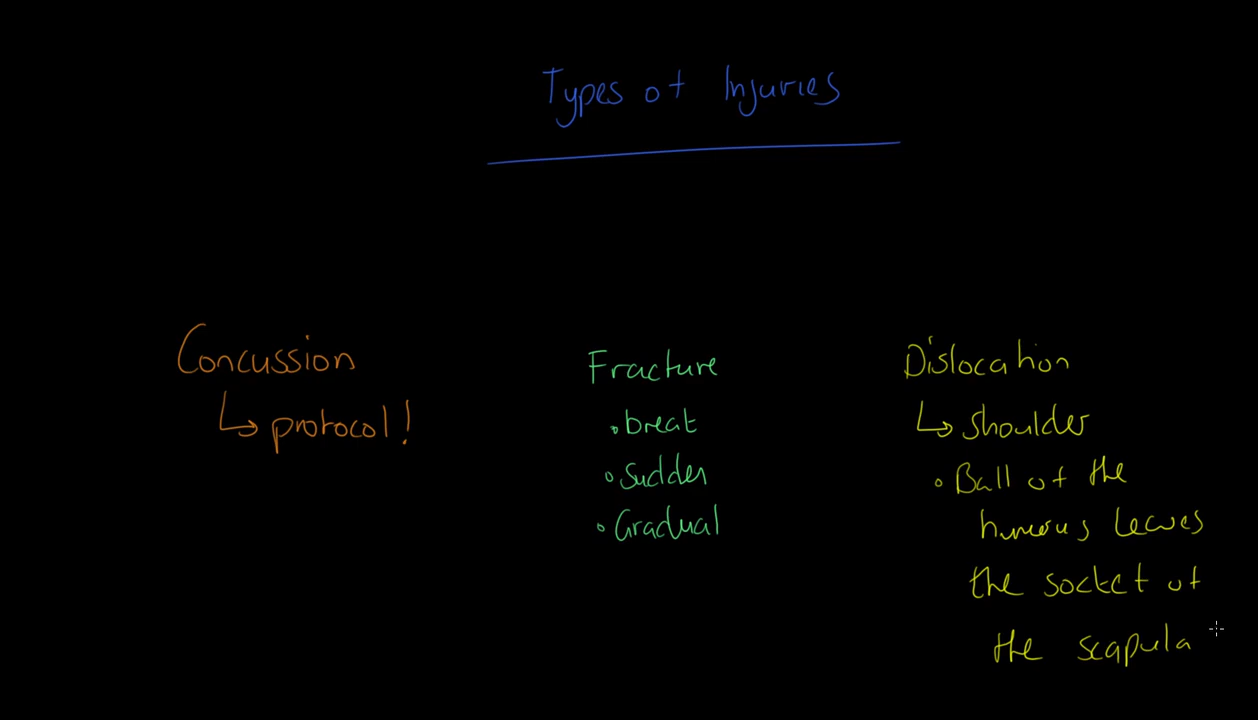 Types of Injuries
Concussion
↳ protocol!
Fracture
• break
• Sudden
• Gradual
Dislocation
↳ shoulder
• Ball of the
humerus leaves
the socket of
the scapula